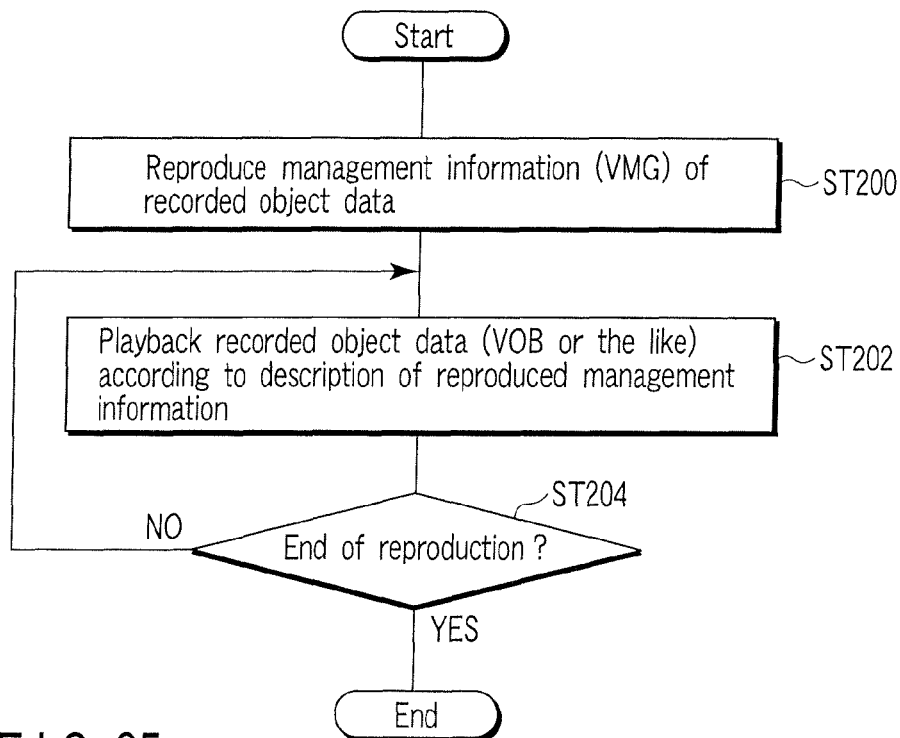 Start
Reproduce management information (VMG) of
recorded object data
ST200
Playback recorded object data (VOB or the like)
according to description of reproduced management
information
ST202
ST204
NO
End of reproduction ?
YES
End